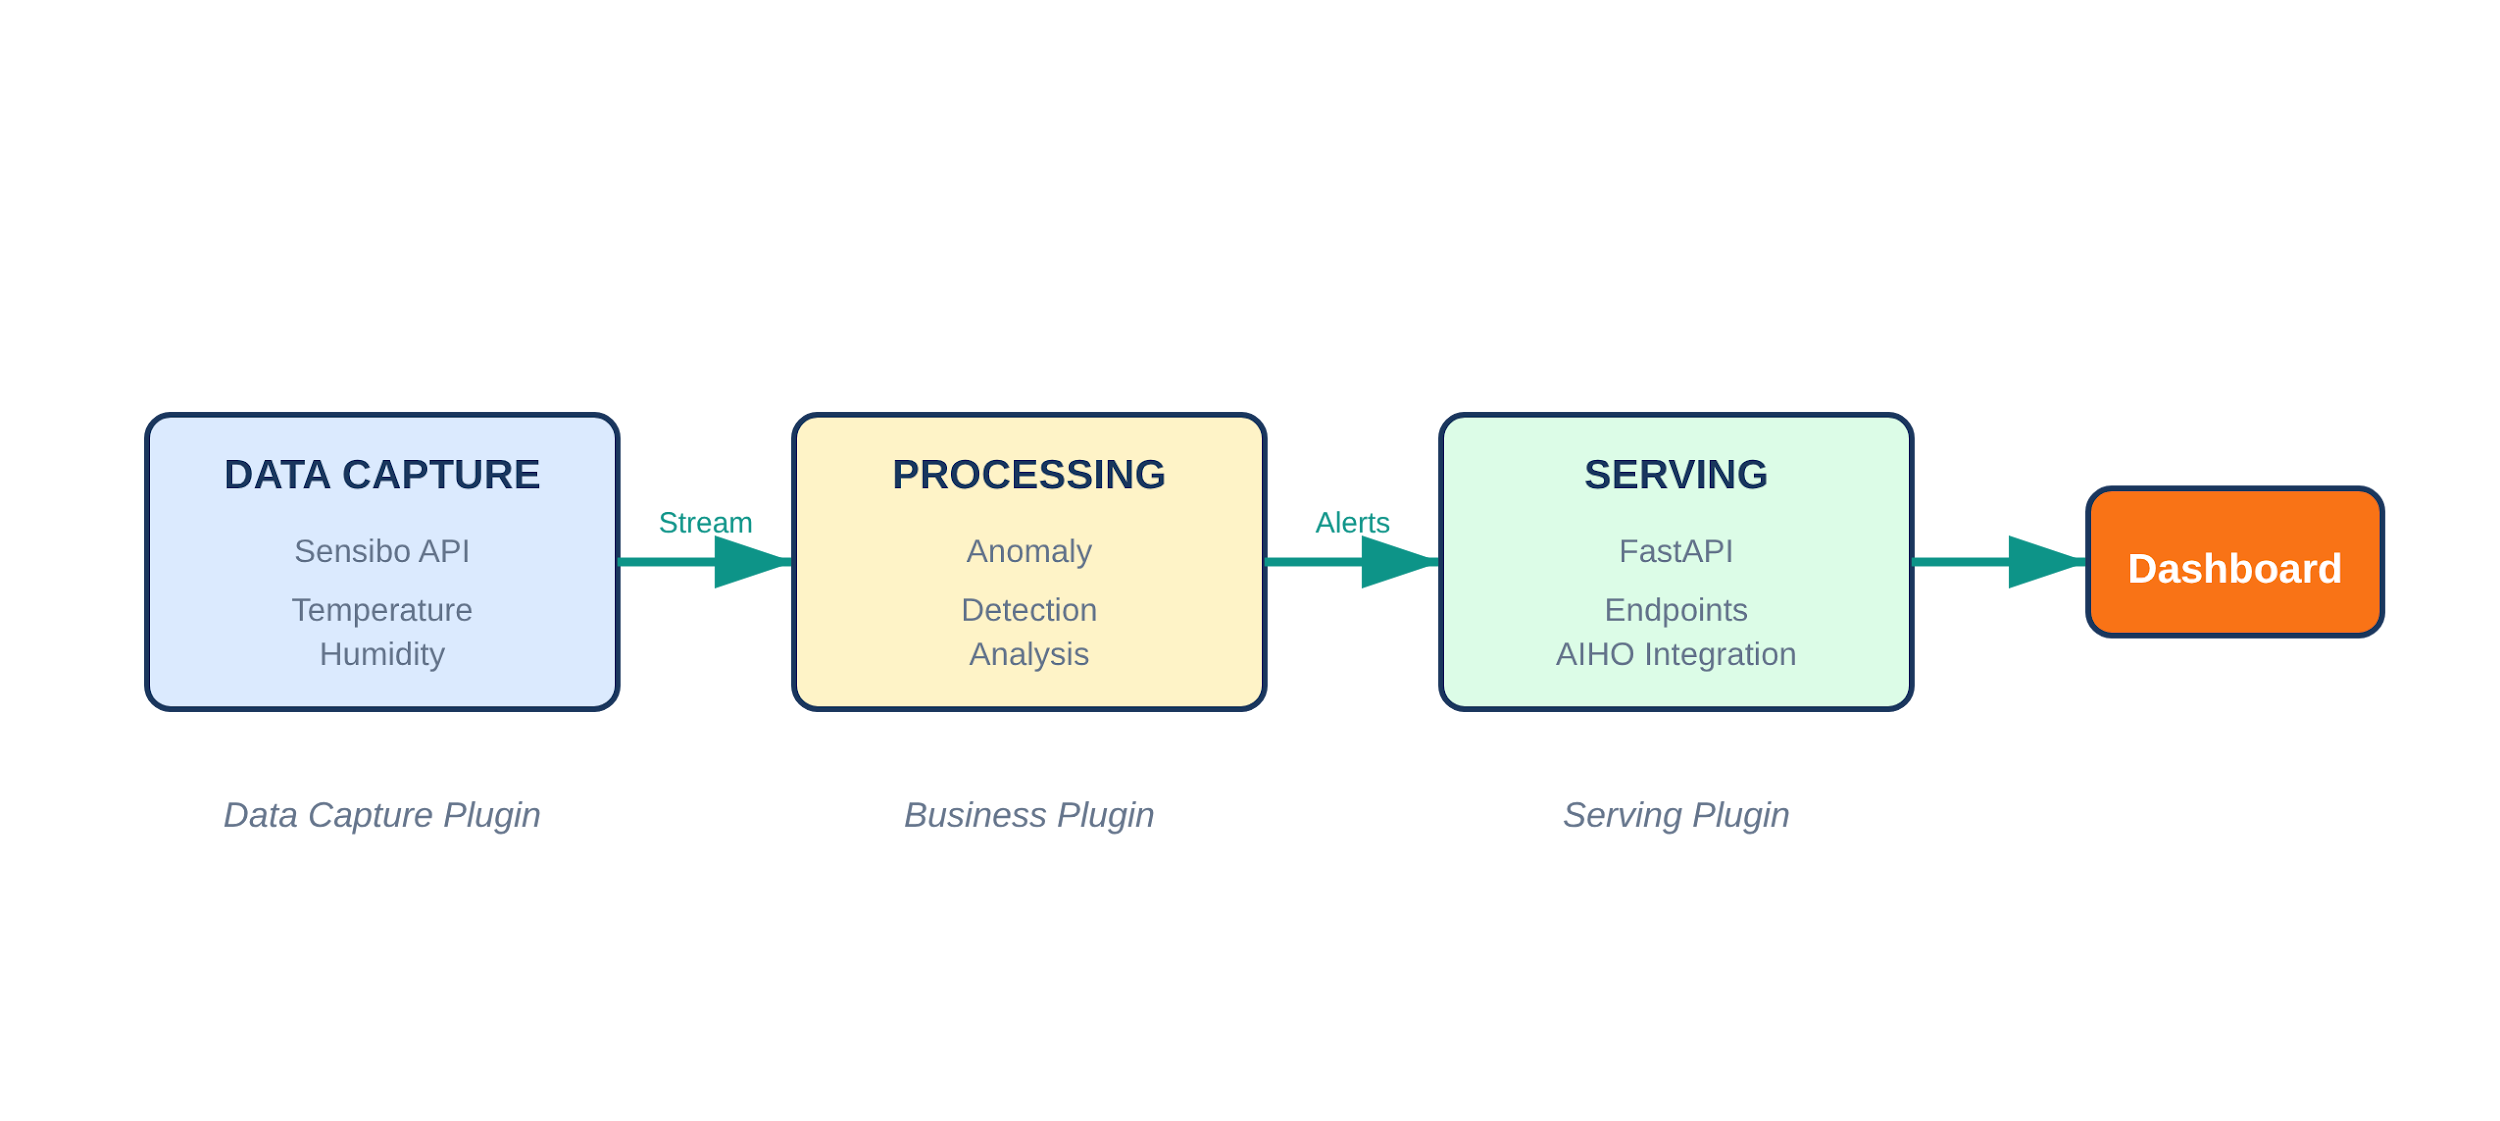 DATA CAPTURE
Sensibo API
Temperature
Humidity
Stream
PROCESSING
Anomaly
Detection
Analysis
Alerts
SERVING
FastAPI
Endpoints
AIHO Integration
Dashboard
Data Capture Plugin
Business Plugin
Serving Plugin